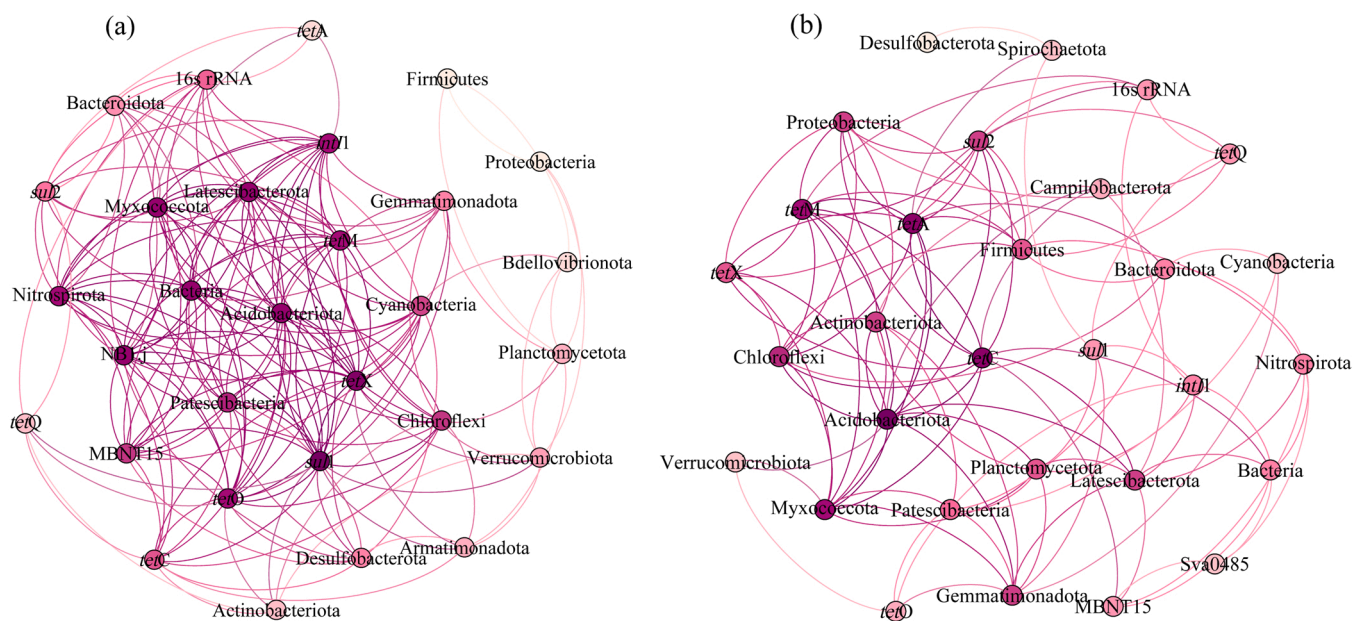 (a)
tetA
16s rRNA
Firmicutes
Bacteroidota
intI1
Proteobacteria
sul2
Latescibacterota
Myxococcota
Gemmatimonadota
tetM
Bdellovibrionota
Nitrospirota
Bacteria
Acidobacteriota
Cyanobacteria
NB1-j
Planctomycetota
tetX
Patescibacteria
tetQ
Chloroflexi
MBNT15
sul1
Verrucomicrobiota
tetO
tetC
Desulfobacterota
Armatimonadota
Actinobacteriota
(b)
Desulfobacterota
Spirochaetota
16s rRNA
Proteobacteria
sul2
tetQ
Campilobacterota
tetM
tetA
Firmicutes
tetX
Bacteroidota
Cyanobacteria
Actinobacteriota
Chloroflexi
tetC
sul1
Nitrospirota
intI1
Acidobacteriota
Verrucomicrobiota
Planctomycetota
Latescibacterota
Bacteria
Myxococcota
Patescibacteria
Sva0485
Gemmatimonadota
MBNT15
tetO